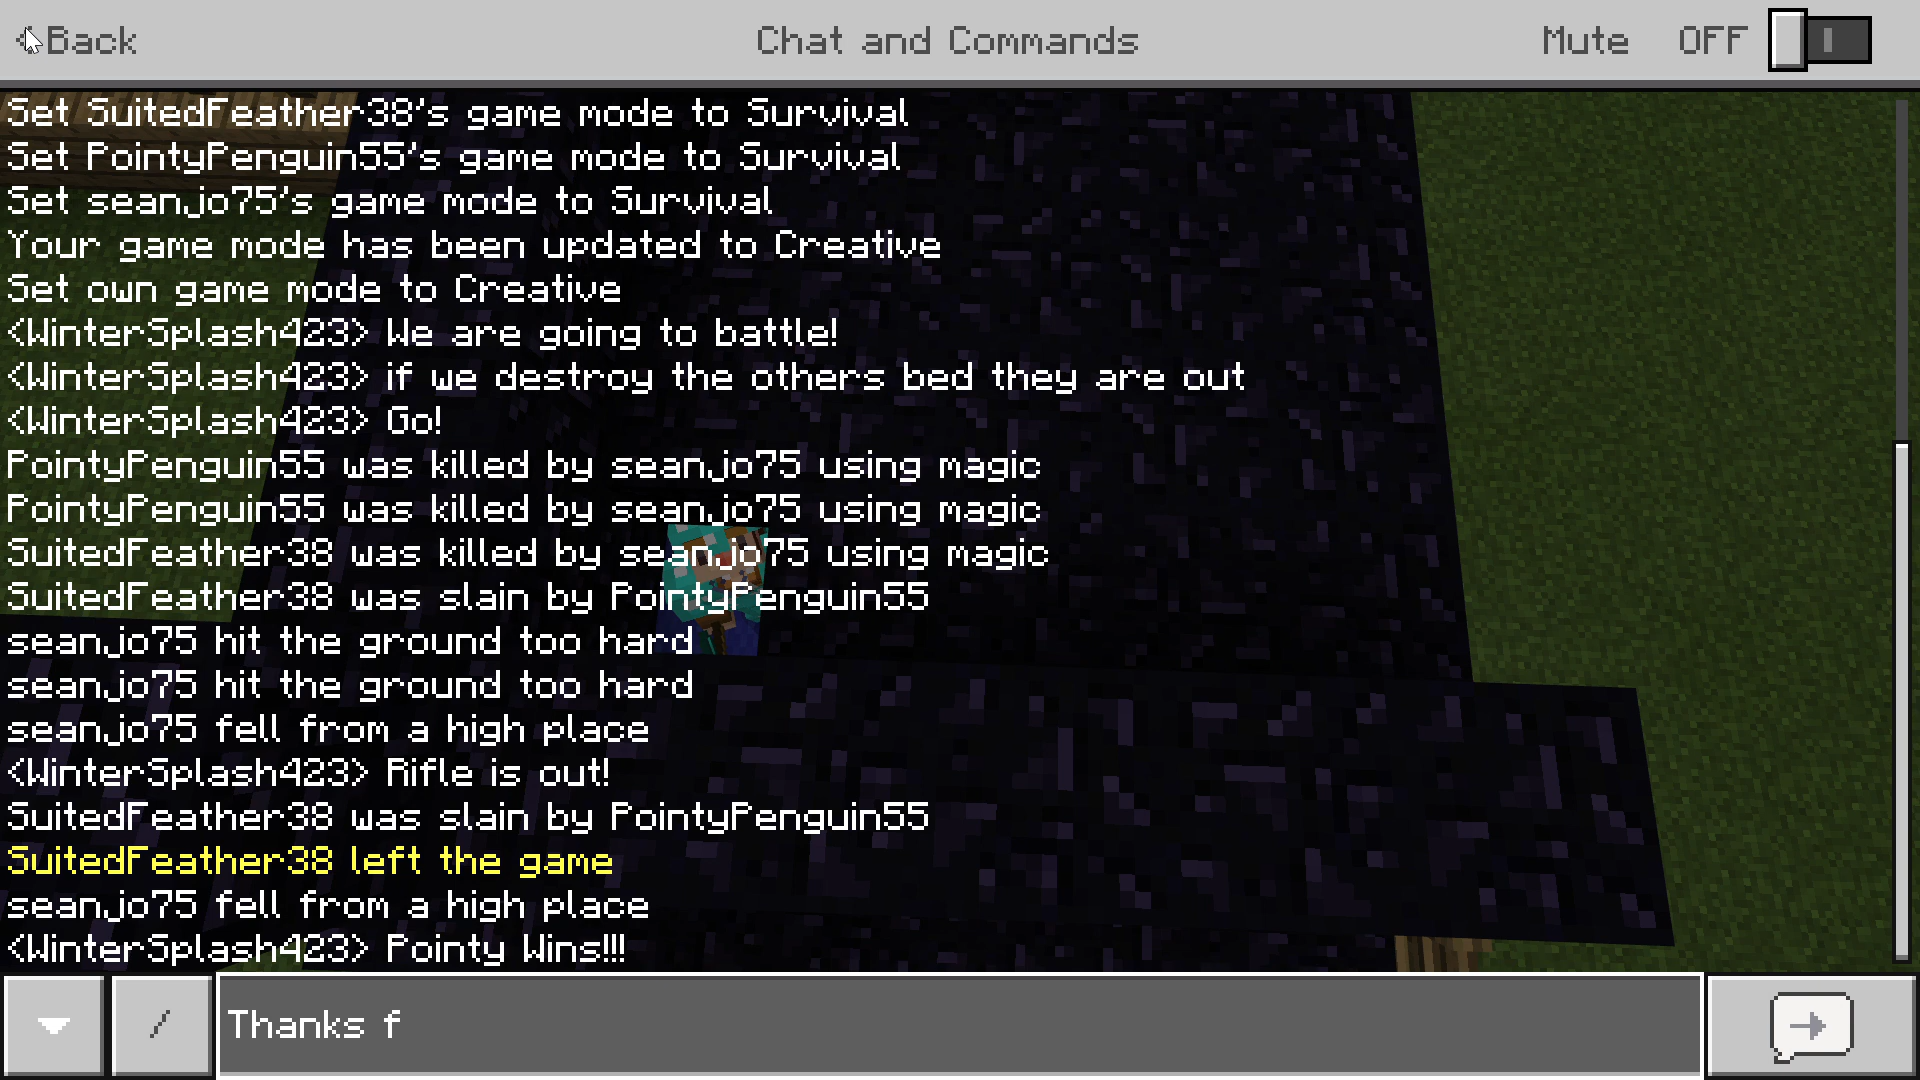 Back
Chat and Commands
Mute OFF
Set SuitedFeather38's game mode to Survival
Set PointyPenguin55's game mode to Survival
Set seanjo75's game mode to Survival
Your game mode has been updated to Creative
Set own game mode to Creative
<WinterSplash423> We are going to battle!
<WinterSplash423> if we destroy the others bed they are out
<WinterSplash423> Go!
PointyPenguin55 was killed by seanjo75 using magic
PointyPenguin55 was killed by seanjo75 using magic
SuitedFeather38 was killed by seanjo75 using magic
SuitedFeather38 was slain by PointyPenguin55
seanjo75 hit the ground too hard
seanjo75 hit the ground too hard
seanjo75 fell from a high place
<WinterSplash423> Rifle is out!
SuitedFeather38 was slain by PointyPenguin55
SuitedFeather38 left the game
seanjo75 fell from a high place
<WinterSplash423> Pointy Wins!!!
/
Thanks f